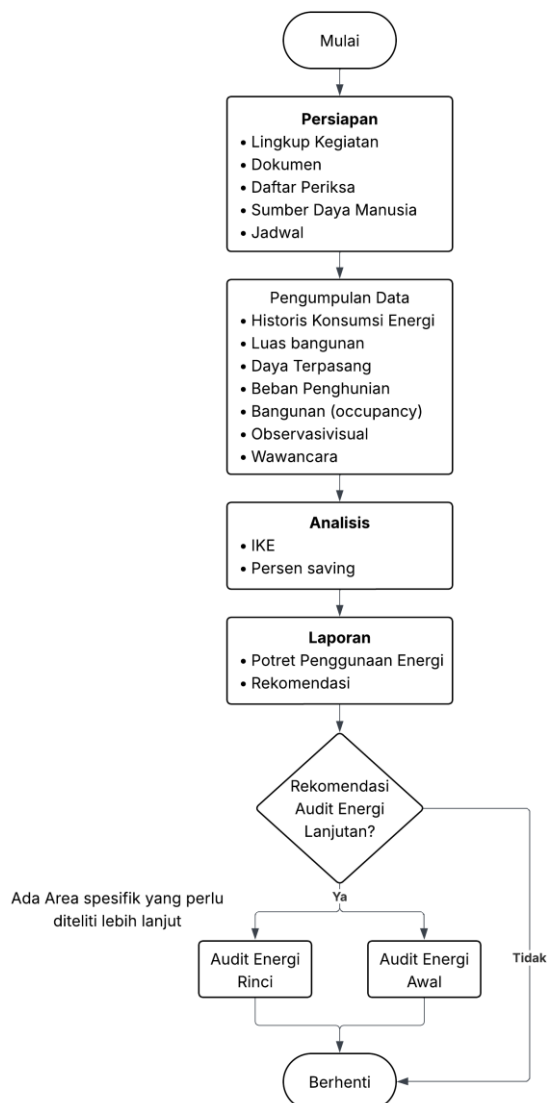 Mulai
Persiapan
• Lingkup Kegiatan
• Dokumen
• Daftar Periksa
• Sumber Daya Manusia
• Jadwal
Pengumpulan Data
• Historis Konsumsi Energi
• Luas bangunan
• Daya Terpasang
• Beban Penghunian
• Bangunan (occupancy)
• Observasivisual
• Wawancara
Analisis
• IKE
• Persen saving
Laporan
• Potret Penggunaan Energi
• Rekomendasi
Rekomendasi
Audit Energi
Lanjutan?
Ya
Ada Area spesifik yang perlu
diteliti lebih lanjut
Audit Energi
Rinci
Audit Energi
Awal
Tidak
Berhenti